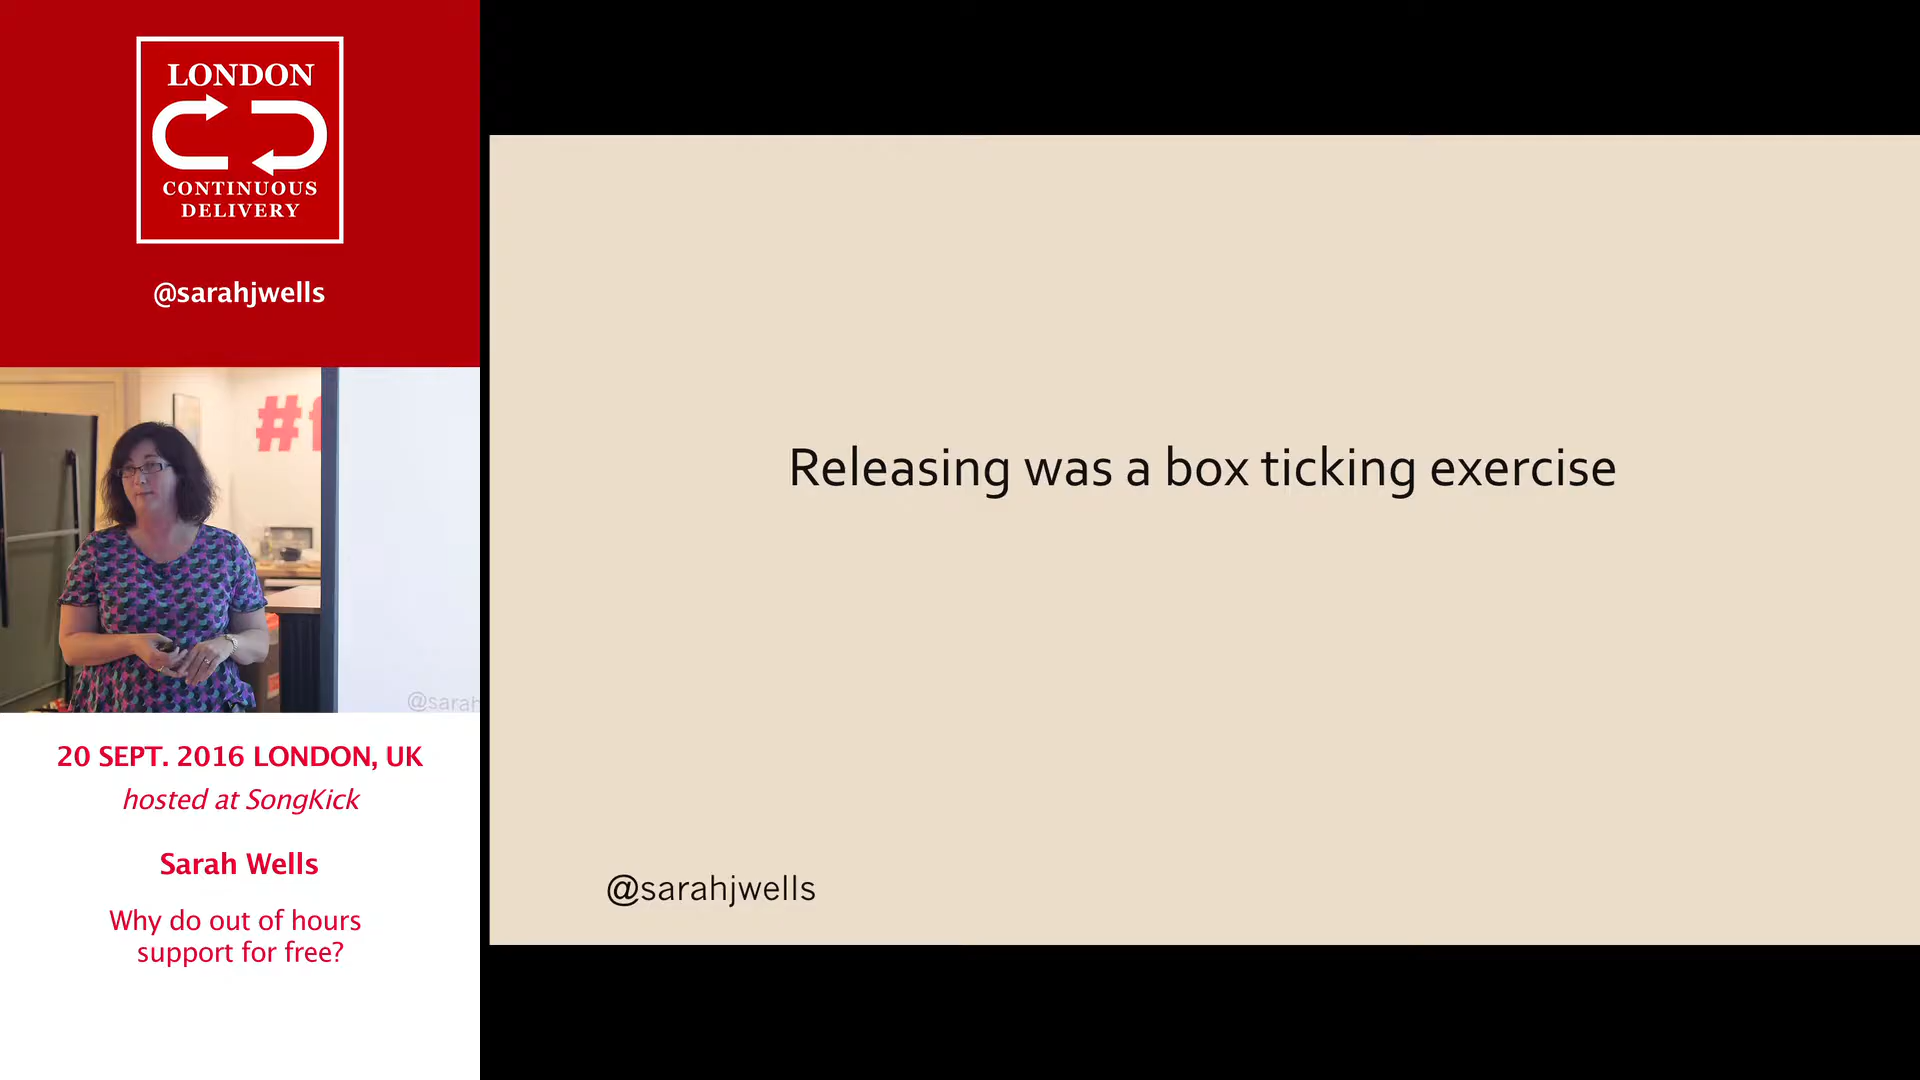 LONDON
CONTINUOUS
DELIVERY
@sarahjwells
#f
@sarah
20 SEPT. 2016 LONDON, UK
hosted at SongKick
Sarah Wells
Why do out of hours
support for free?
Releasing was a box ticking exercise
@sarahjwells